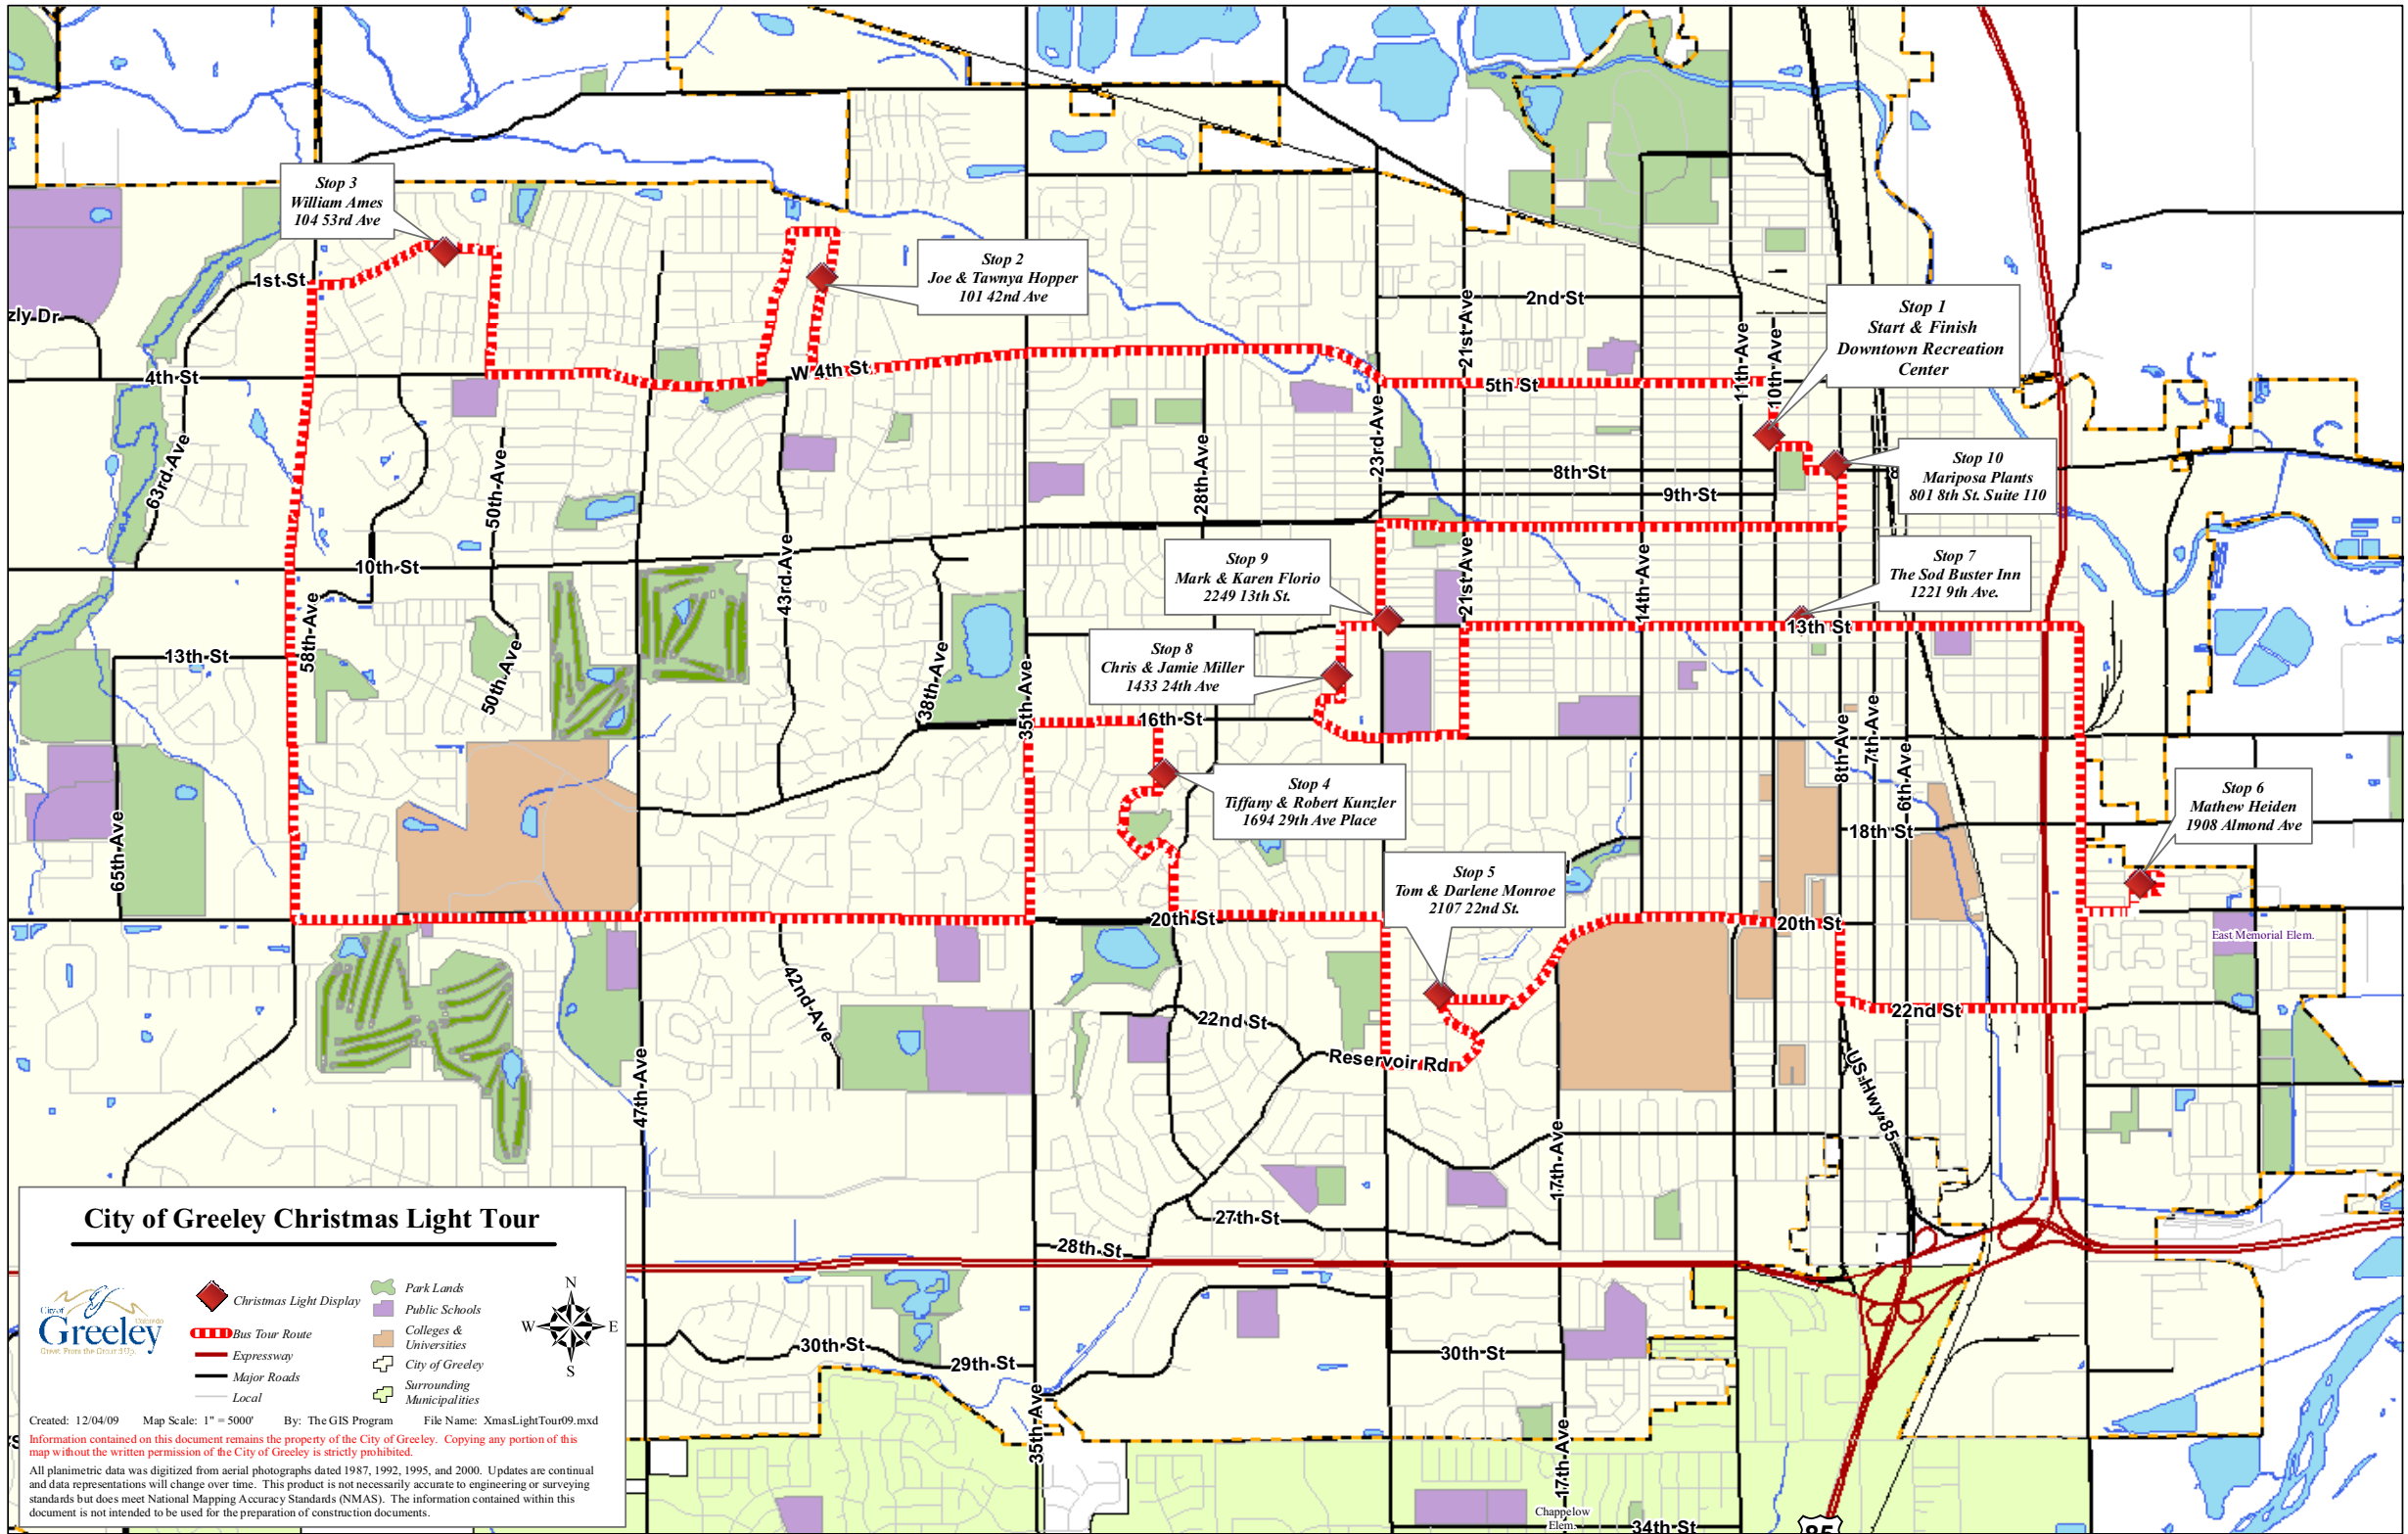 Stop 3
William Ames
104 53rd Ave
Stop 2
Joe & Tawnya Hopper
101 42nd Ave
Stop 1
Start & Finish
Downtown Recreation
Center
Stop 10
Mariposa Plants
801 8th St. Suite 110
Stop 9
Mark & Karen Florio
2249 13th St.
Stop 7
The Sod Buster Inn
1221 9th Ave.
Stop 8
Chris & Jamie Miller
1433 24th Ave
Stop 4
Tiffany & Robert Kunzler
1694 29th Ave Place
Stop 6
Mathew Heiden
1908 Almond Ave
Stop 5
Tom & Darlene Monroe
2107 22nd St.
1st St
zly Dr
4th St
W 4th St
2nd St
5th St
21st Ave
11th Ave
10th Ave
63rd Ave
50th Ave
28th Ave
23rd Ave
8th St
8
9th St
10th St
43rd Ave
21st Ave
14th Ave
58th Ave
13th St
13th St
50th Ave
38th Ave
35th Ave
16th St
8th Ave
7th Ave
6th Ave
18th St
65th Ave
20th St
20th St
East Memorial Elem.
42nd Ave
22nd St
22nd St
Reservoir Rd
47th Ave
US Hwy 85
17th Ave
27th St
28th St
30th St
29th St
30th St
35th Ave
17th Ave
Chappelow
Elem.
34th St
85
City of Greeley Christmas Light Tour
City of
Greeley
Colorado
Great. From the Ground Up.
Christmas Light Display
Bus Tour Route
Expressway
Major Roads
Local
Park Lands
Public Schools
Colleges &
Universities
City of Greeley
Surrounding
Municipalities
N
W E
S
Created: 12/04/09 Map Scale: 1" = 5000' By: The GIS Program File Name: XmasLightTour09.mxd
Information contained on this document remains the property of the City of Greeley. Copying any portion of this
map without the written permission of the City of Greeley is strictly prohibited.
All planimetric data was digitized from aerial photographs dated 1987, 1992, 1995, and 2000. Updates are continual
and data representations will change over time. This product is not necessarily accurate to engineering or surveying
standards but does meet National Mapping Accuracy Standards (NMAS). The information contained within this
document is not intended to be used for the preparation of construction documents.